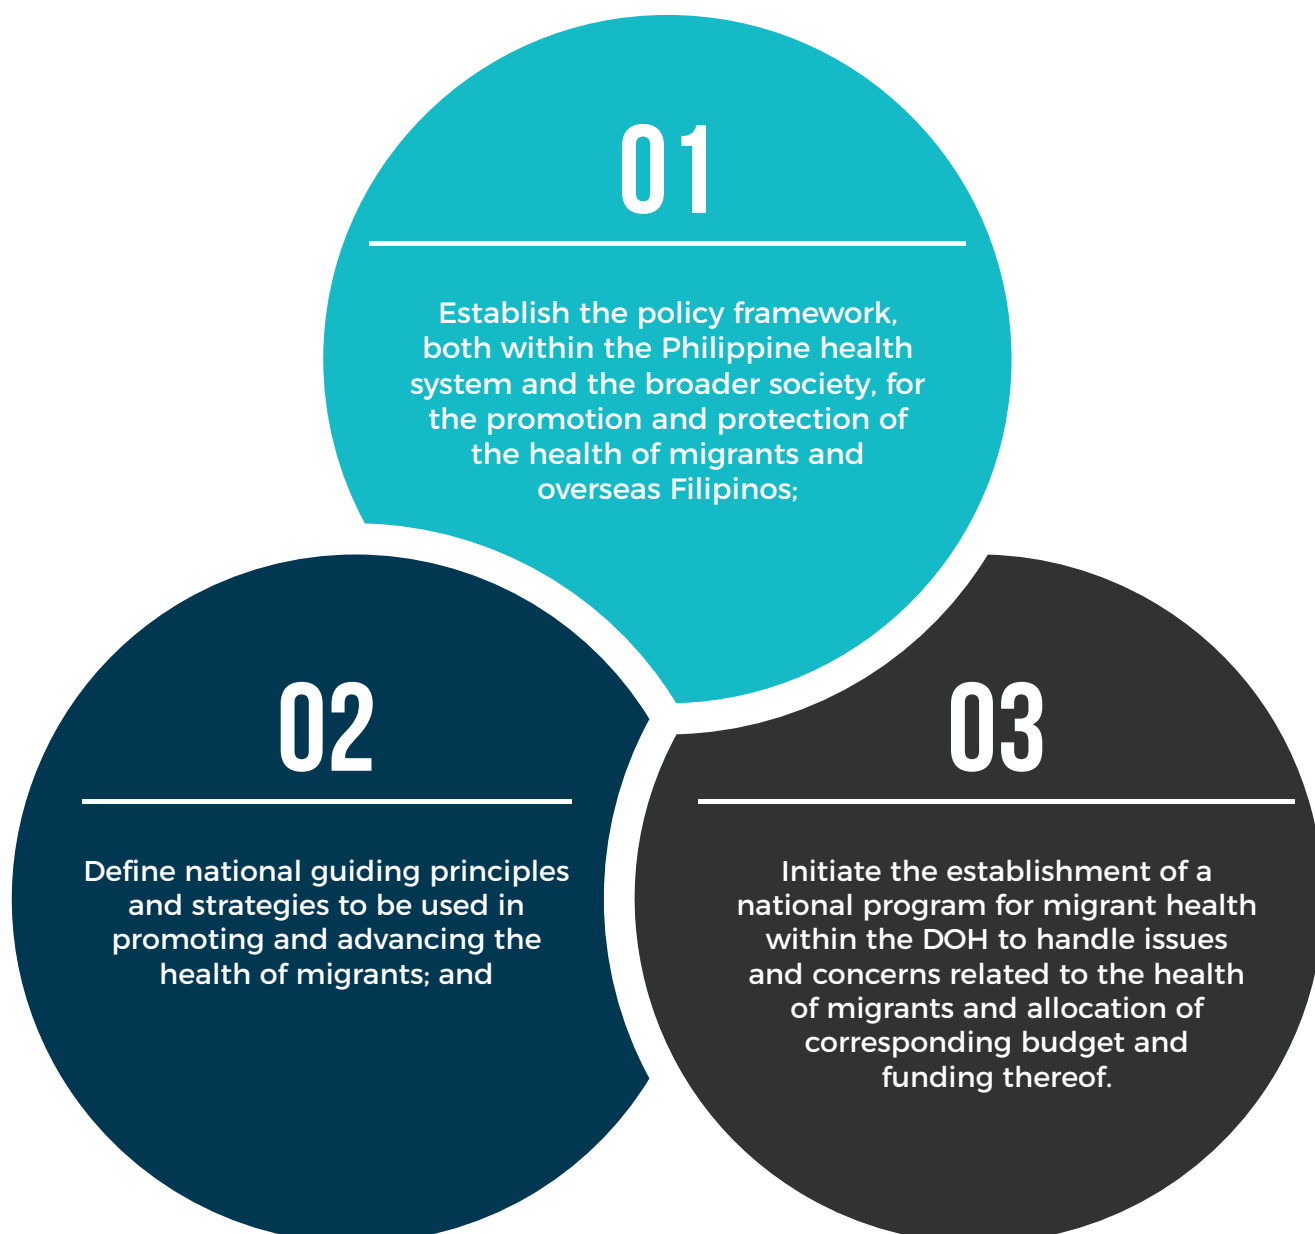 01
Establish the policy framework,
both within the Philippine health
system and the broader society, for
the promotion and protection of
the health of migrants and
overseas Filipinos;
02
Define national guiding principles
and strategies to be used in
promoting and advancing the
health of migrants; and
03
Initiate the establishment of a
national program for migrant health
within the DOH to handle issues
and concerns related to the health
of migrants and allocation of
corresponding budget and
funding thereof.